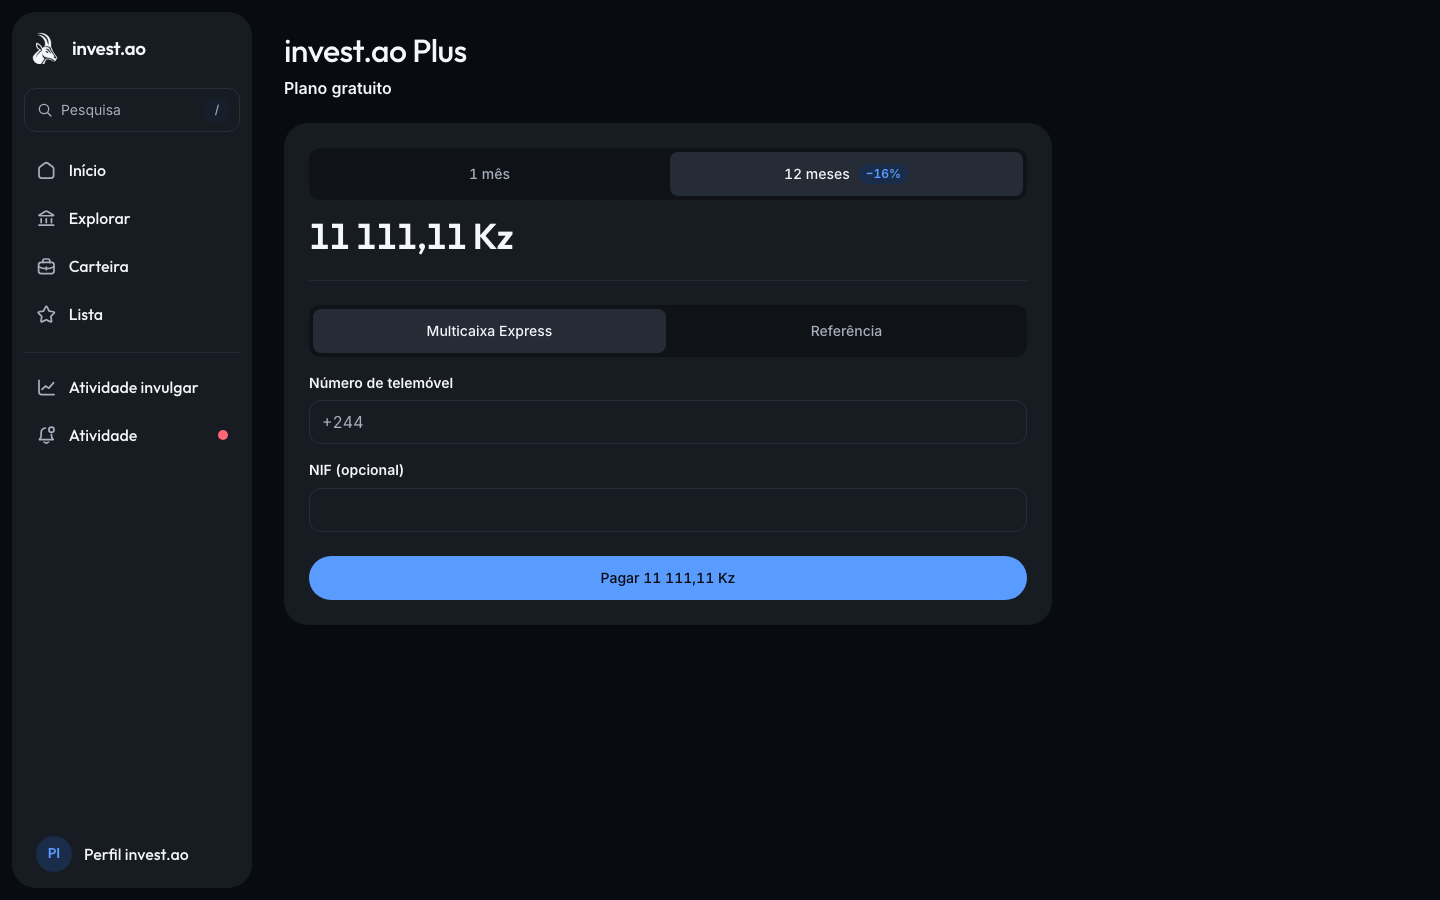 invest.ao
Pesquisa /
Início
Explorar
Carteira
Lista
Atividade invulgar
Atividade
PI Perfil invest.ao
invest.ao Plus
Plano gratuito
1 mês 12 meses −16%
11 111,11 Kz
Multicaixa Express Referência
Número de telemóvel
+244
NIF (opcional)
Pagar 11 111,11 Kz